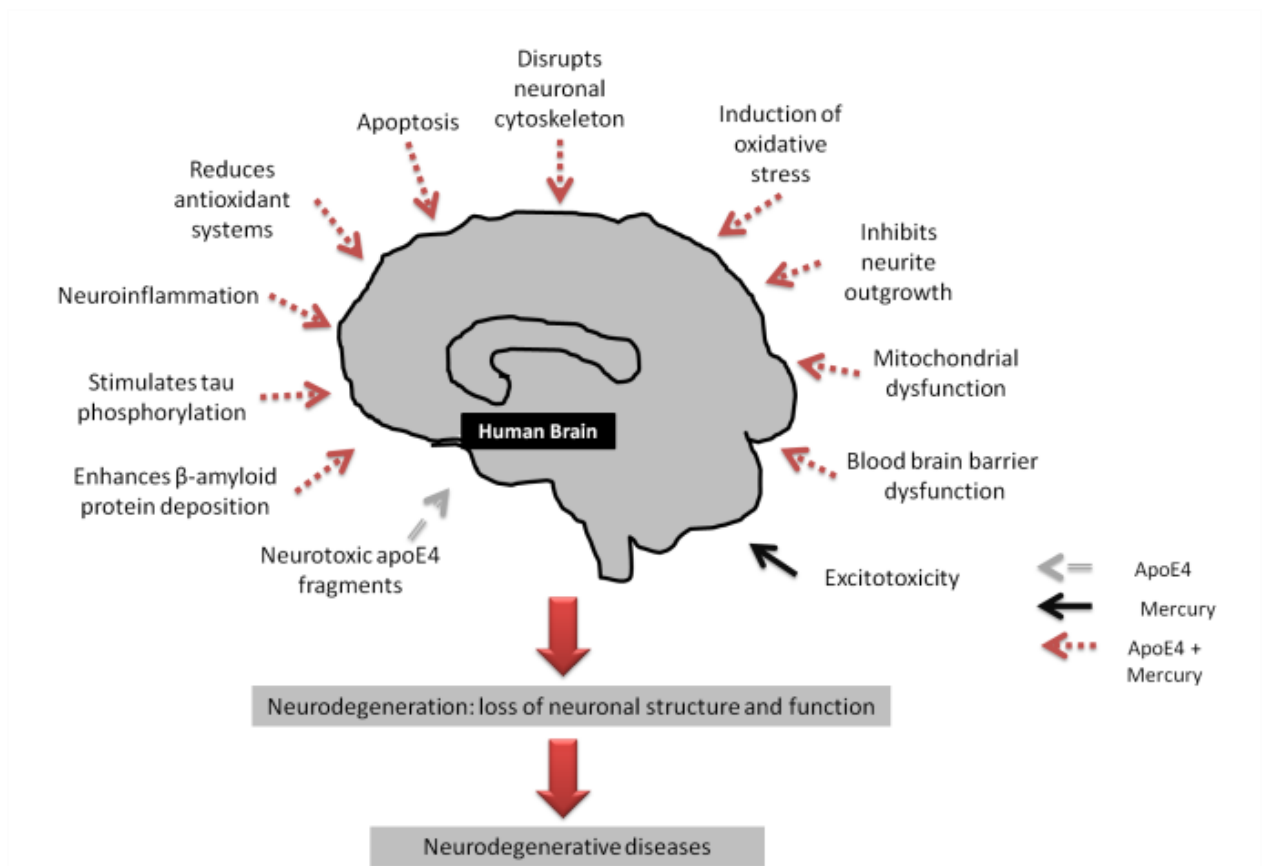 Disrupts
neuronal
cytoskeleton
Apoptosis
Induction of
oxidative
stress
Reduces
antioxidant
systems
Inhibits
neurite
outgrowth
Neuroinflammation
Mitochondrial
dysfunction
Stimulates tau
phosphorylation
Human Brain
Blood brain barrier
dysfunction
Enhances β-amyloid
protein deposition
Neurotoxic apoE4
fragments
Excitotoxicity
ApoE4
Mercury
ApoE4 +
Mercury
Neurodegeneration: loss of neuronal structure and function
Neurodegenerative diseases